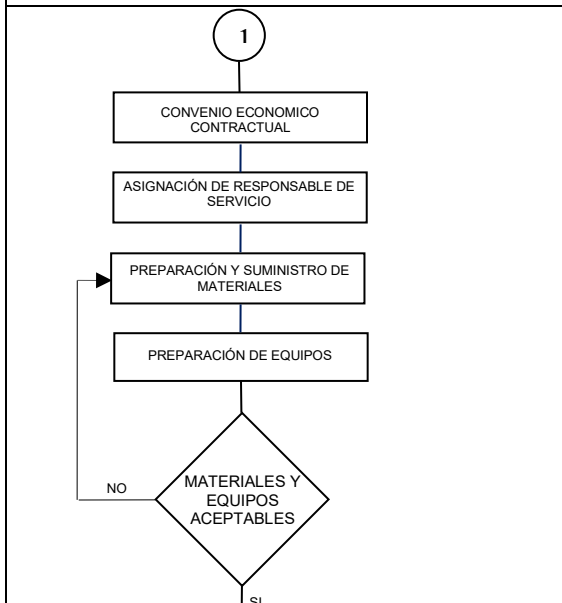 1
CONVENIO ECONOMICO
CONTRACTUAL
ASIGNACIÓN DE RESPONSABLE DE
SERVICIO
PREPARACIÓN Y SUMINISTRO DE
MATERIALES
PREPARACIÓN DE EQUIPOS
MATERIALES Y
EQUIPOS
ACEPTABLES
NO
SI